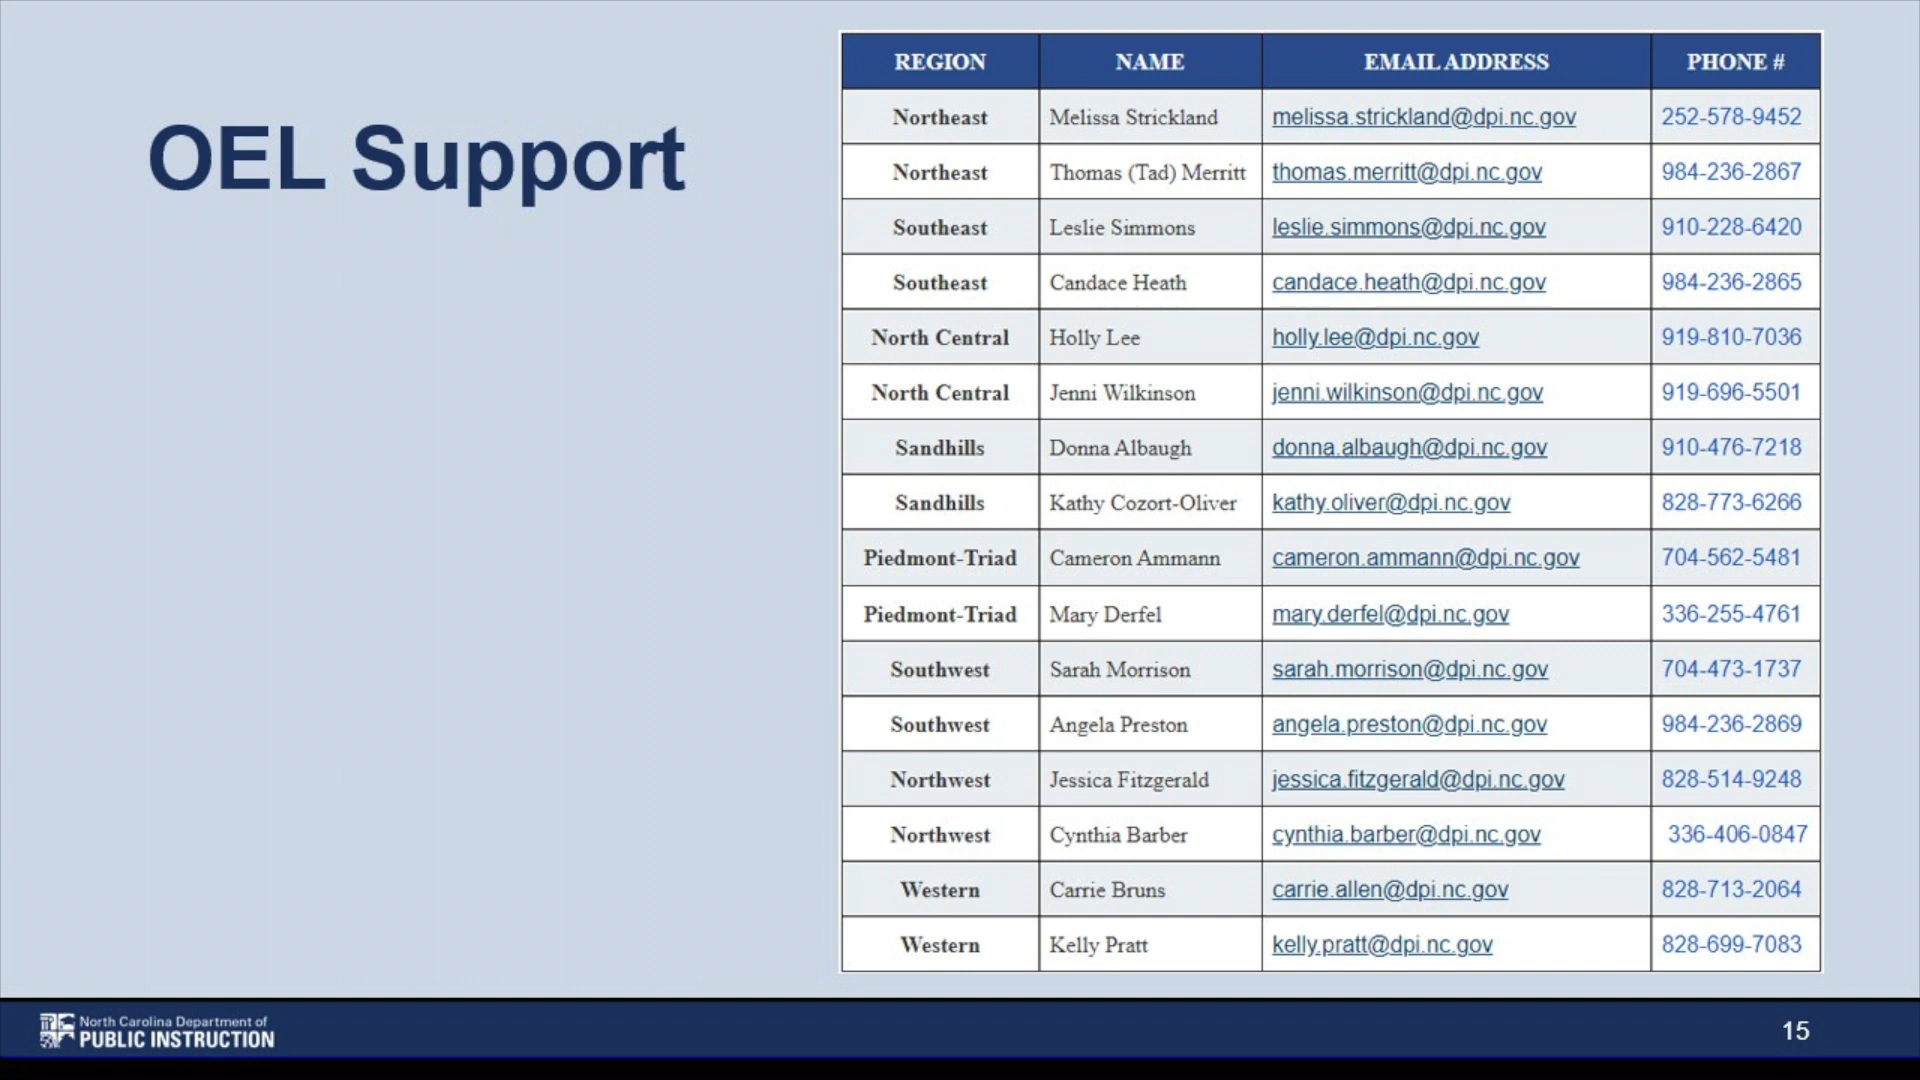 OEL Support
REGION NAME EMAIL ADDRESS PHONE #
Northeast Melissa Strickland melissa.strickland@dpi.nc.gov 252-578-9452
Northeast Thomas (Tad) Merritt thomas.merritt@dpi.nc.gov 984-236-2867
Southeast Leslie Simmons leslie.simmons@dpi.nc.gov 910-228-6420
Southeast Candace Heath candace.heath@dpi.nc.gov 984-236-2865
North Central Holly Lee holly.lee@dpi.nc.gov 919-810-7036
North Central Jenni Wilkinson jenni.wilkinson@dpi.nc.gov 919-696-5501
Sandhills Donna Albaugh donna.albaugh@dpi.nc.gov 910-476-7218
Sandhills Kathy Cozort-Oliver kathy.oliver@dpi.nc.gov 828-773-6266
Piedmont-Triad Cameron Ammann cameron.ammann@dpi.nc.gov 704-562-5481
Piedmont-Triad Mary Derfel mary.derfel@dpi.nc.gov 336-255-4761
Southwest Sarah Morrison sarah.morrison@dpi.nc.gov 704-473-1737
Southwest Angela Preston angela.preston@dpi.nc.gov 984-236-2869
Northwest Jessica Fitzgerald jessica.fitzgerald@dpi.nc.gov 828-514-9248
Northwest Cynthia Barber cynthia.barber@dpi.nc.gov 336-406-0847
Western Carrie Bruns carrie.allen@dpi.nc.gov 828-713-2064
Western Kelly Pratt kelly.pratt@dpi.nc.gov 828-699-7083
North Carolina Department of
PUBLIC INSTRUCTION
15